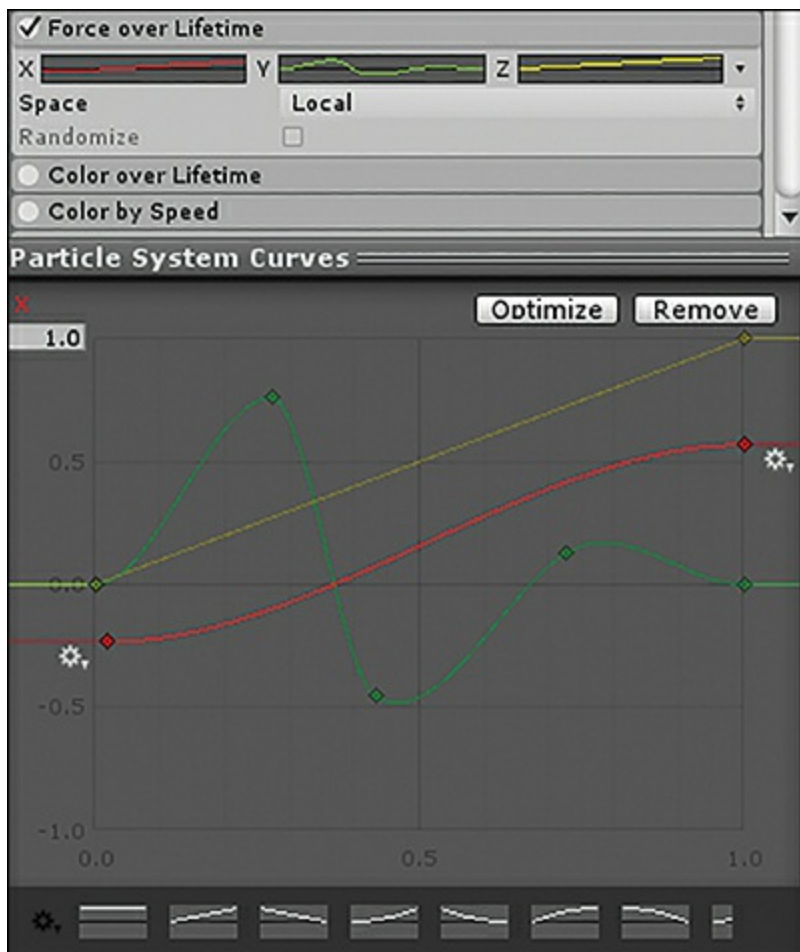 Force over Lifetime
X Y Z
Space Local
Randomize
Color over Lifetime
Color by Speed
Particle System Curves
X
Optimize Remove
1.0
0.5
0.0
-0.5
-1.0
0.0 0.5 1.0